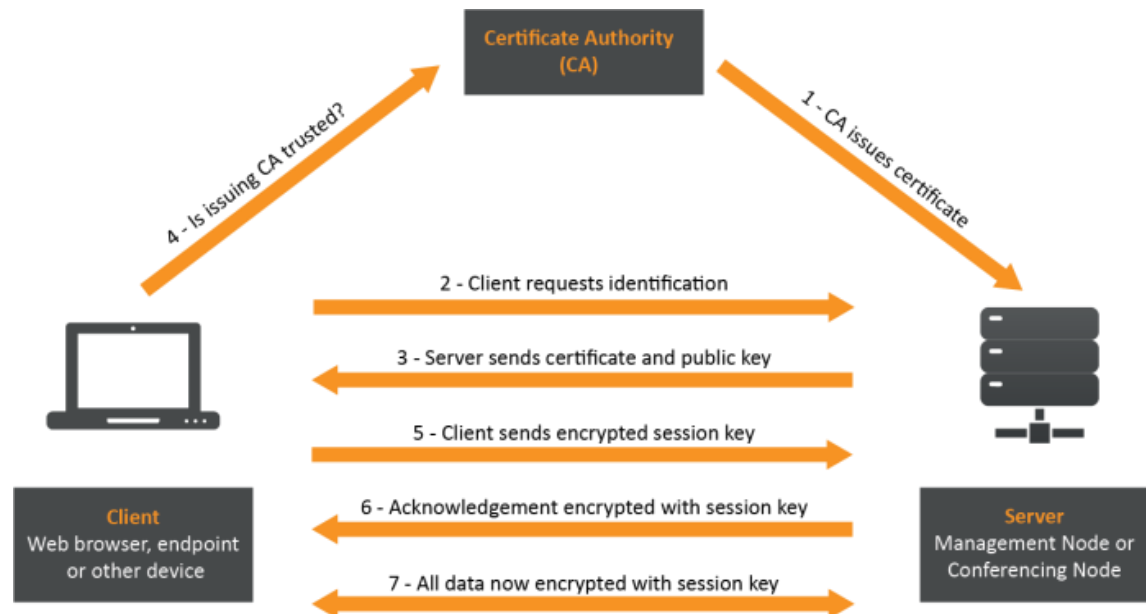 Certificate Authority
(CA)
4 - Is issuing CA trusted?
1 - CA issues certificate
2 - Client requests identification
3 - Server sends certificate and public key
5 - Client sends encrypted session key
6 - Acknowledgement encrypted with session key
7 - All data now encrypted with session key
Client
Web browser, endpoint
or other device
Server
Management Node or
Conferencing Node